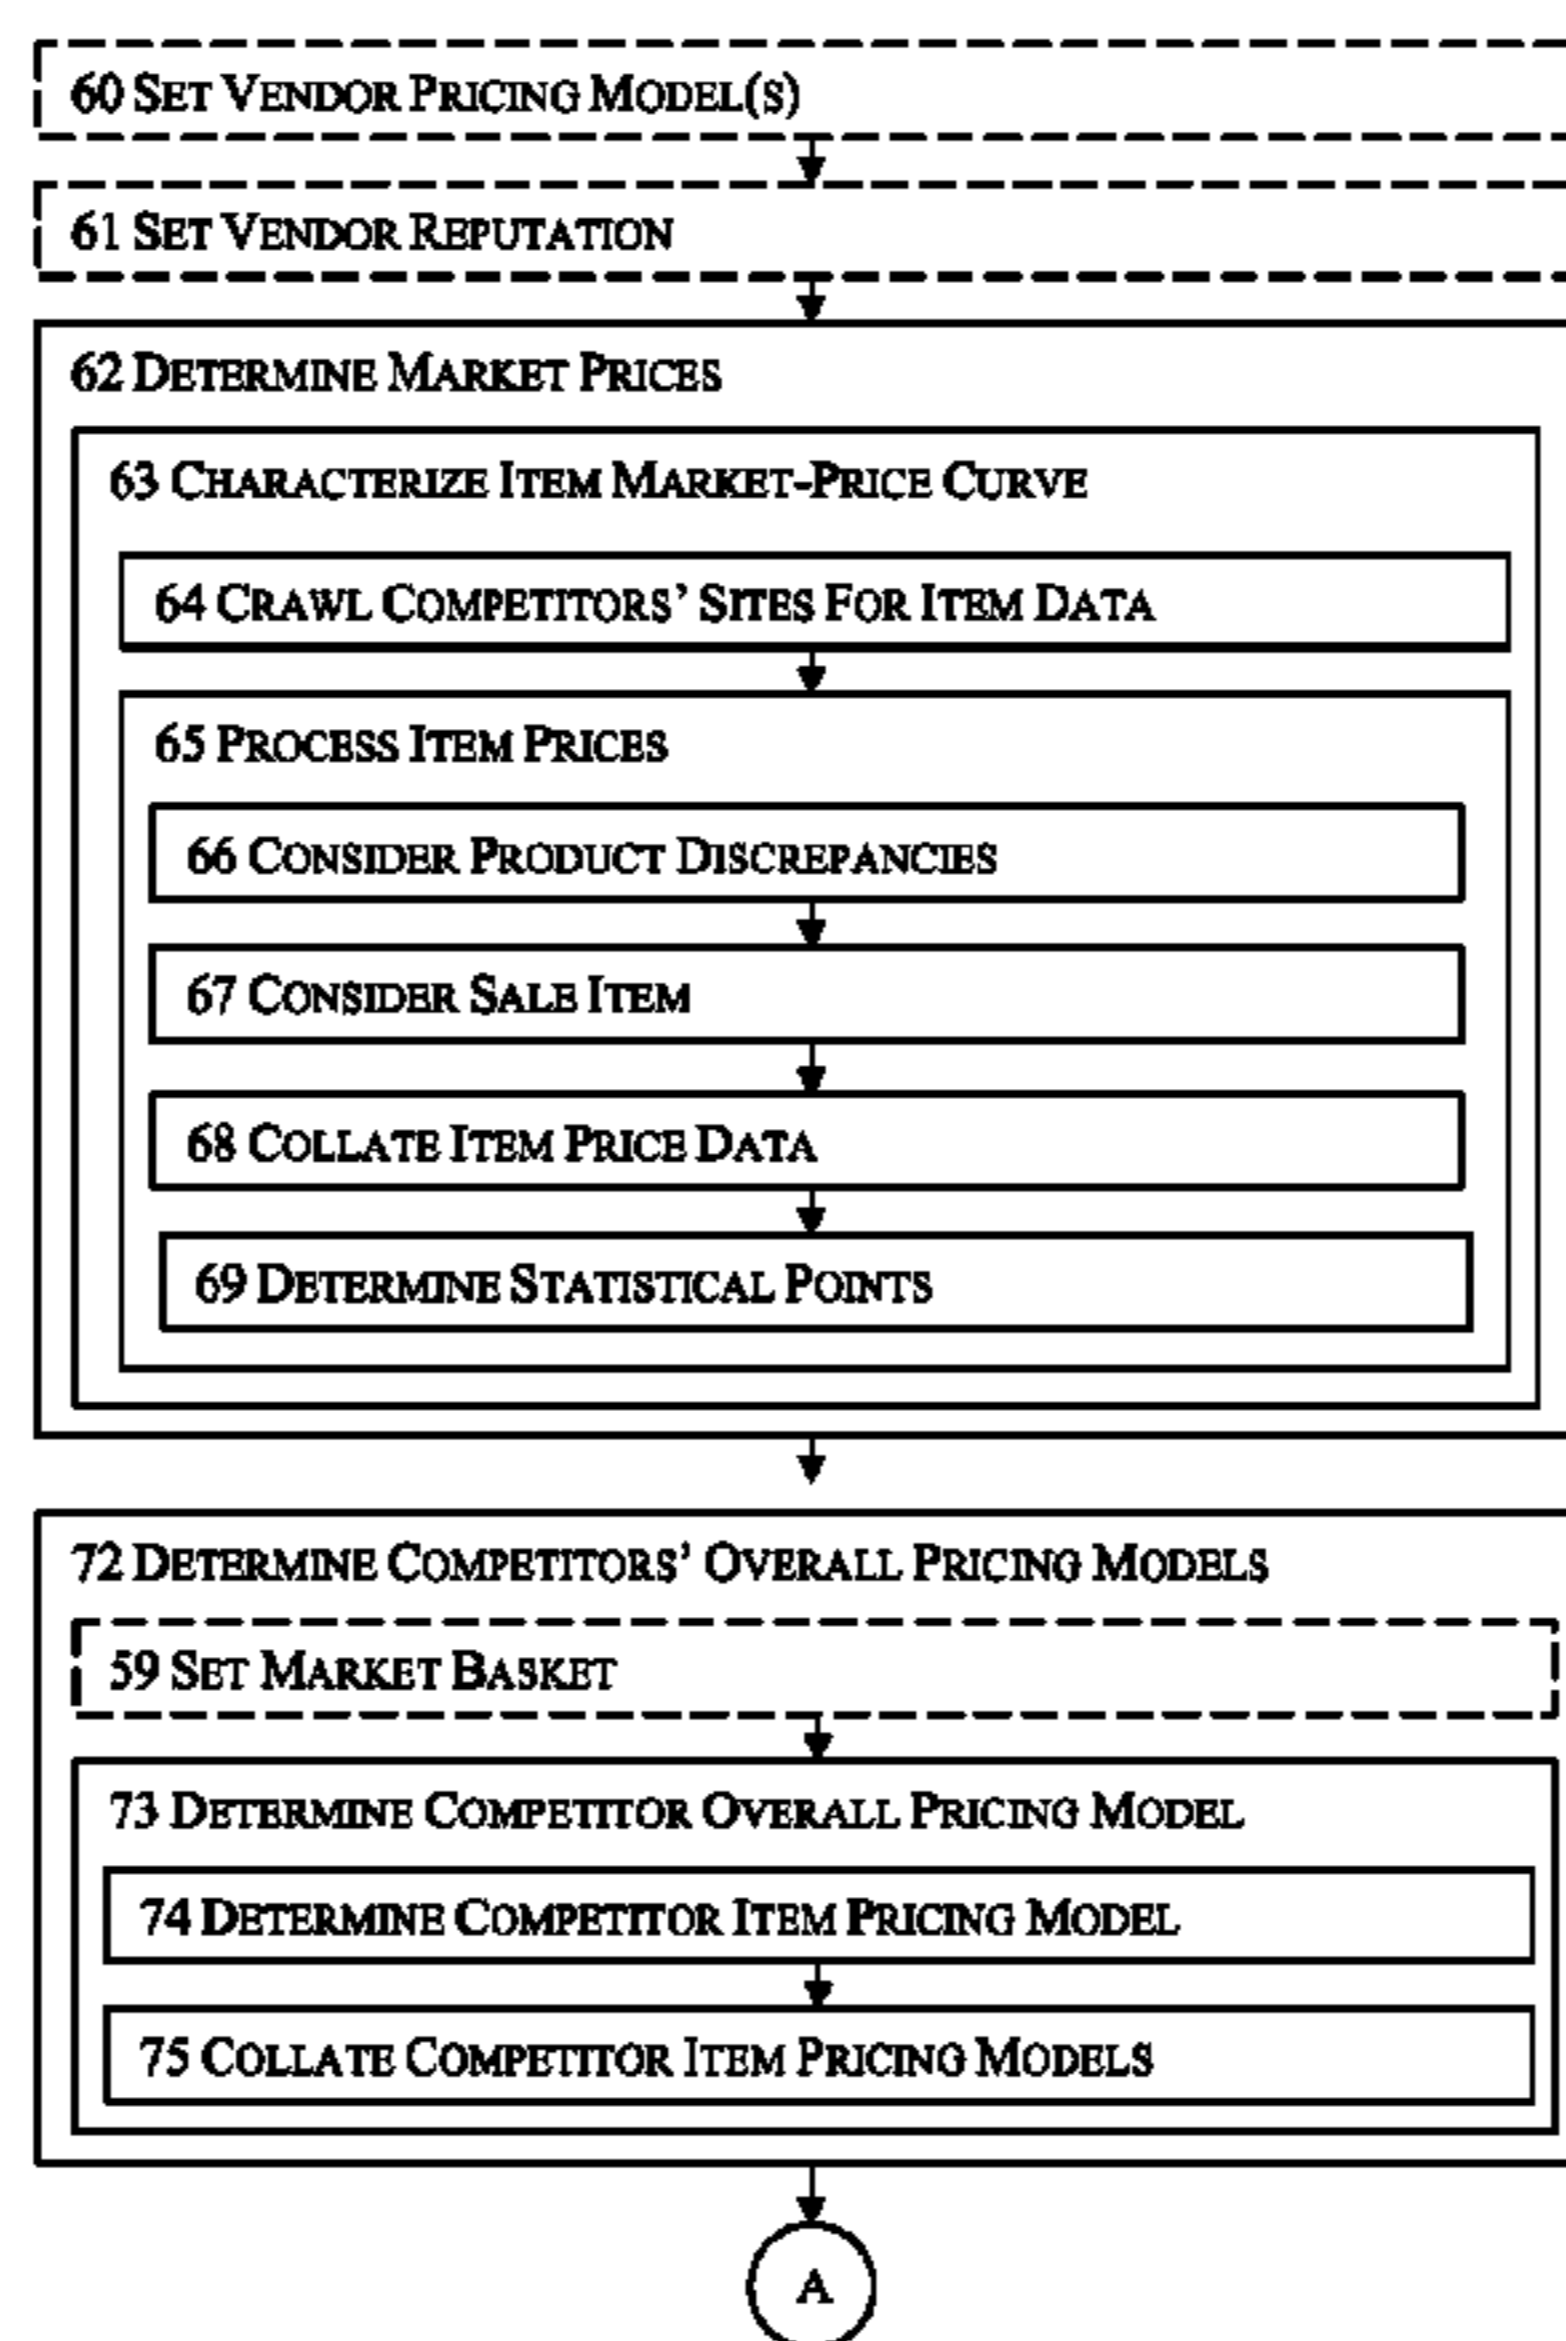 60 SET VENDOR PRICING MODEL(S)
61 SET VENDOR REPUTATION
62 DETERMINE MARKET PRICES
63 CHARACTERIZE ITEM MARKET-PRICE CURVE
64 CRAWL COMPETITORS' SITES FOR ITEM DATA
65 PROCESS ITEM PRICES
66 CONSIDER PRODUCT DISCREPANCIES
67 CONSIDER SALE ITEM
68 COLLATE ITEM PRICE DATA
69 DETERMINE STATISTICAL POINTS
72 DETERMINE COMPETITORS' OVERALL PRICING MODELS
59 SET MARKET BASKET
73 DETERMINE COMPETITOR OVERALL PRICING MODEL
74 DETERMINE COMPETITOR ITEM PRICING MODEL
75 COLLATE COMPETITOR ITEM PRICING MODELS
A